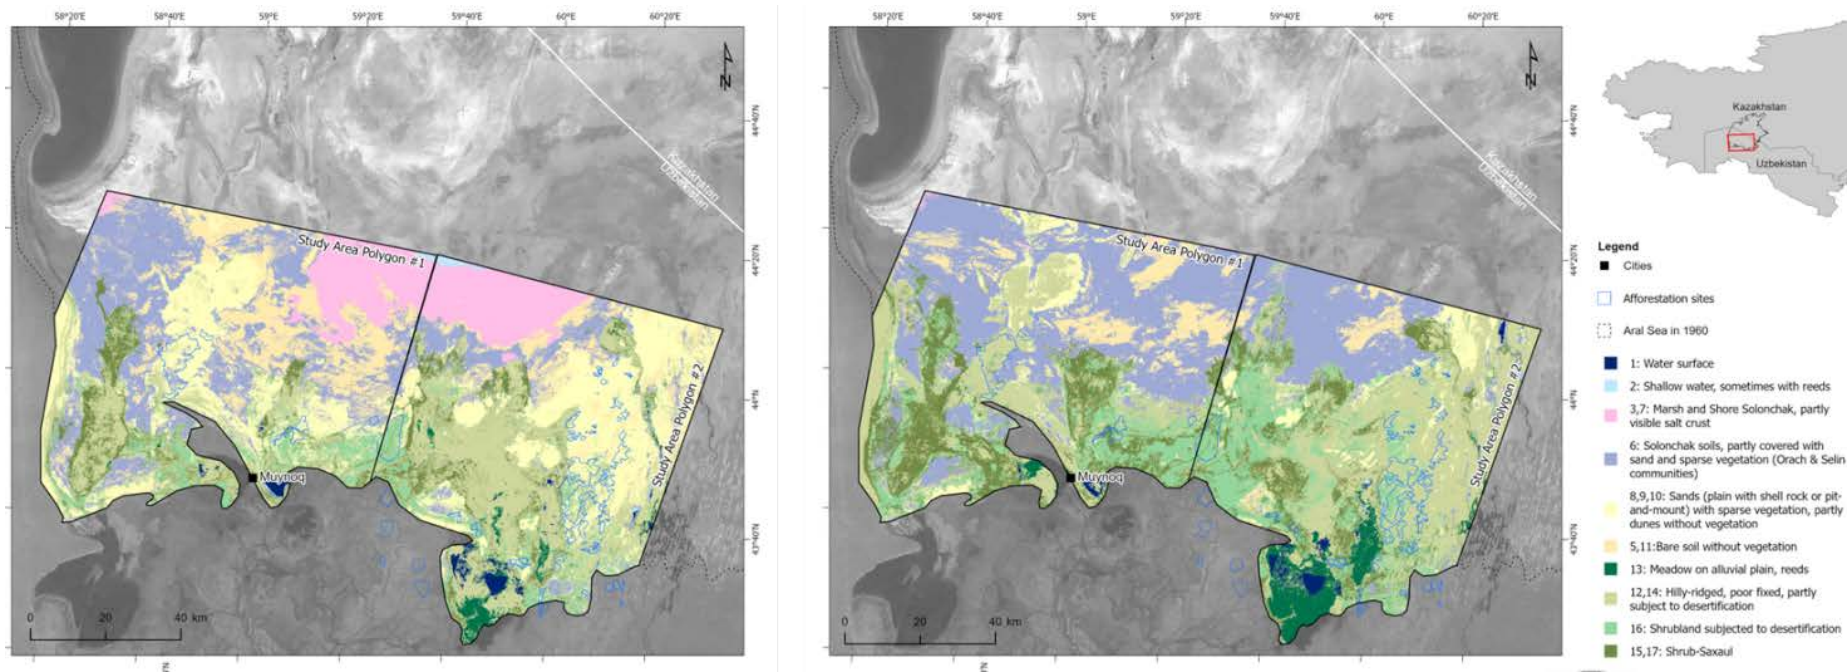 58°20'E 58°40'E 59°E 59°20'E 59°40'E 60°E 60°20'E
N
44°40'N
Kazakhstan
Uzbekistan
Study Area Polygon #1
44°20'N
44°N
Study Area Polygon #2
Muynoq
43°40'N
0 20 40 km
58°20'E 58°40'E 59°E 59°20'E 59°40'E 60°E 60°20'E
N
44°40'N
Kazakhstan
Uzbekistan
Study Area Polygon #1
44°20'N
44°N
Study Area Polygon #2
Muynoq
43°40'N
0 20 40 km
Kazakhstan
Uzbekistan
Legend
Cities
Afforestation sites
Aral Sea in 1960
1: Water surface
2: Shallow water, sometimes with reeds
3,7: Marsh and Shore Solonchak, partly
visible salt crust
6: Solonchak soils, partly covered with
sand and sparse vegetation (Orach & Selin
communities)
8,9,10: Sands (plain with shell rock or pit-
and-mount) with sparse vegetation, partly
dunes without vegetation
5,11:Bare soil without vegetation
13: Meadow on alluvial plain, reeds
12,14: Hilly-ridged, poor fixed, partly
subject to desertification
16: Shrubland subjected to desertification
15,17: Shrub-Saxaul